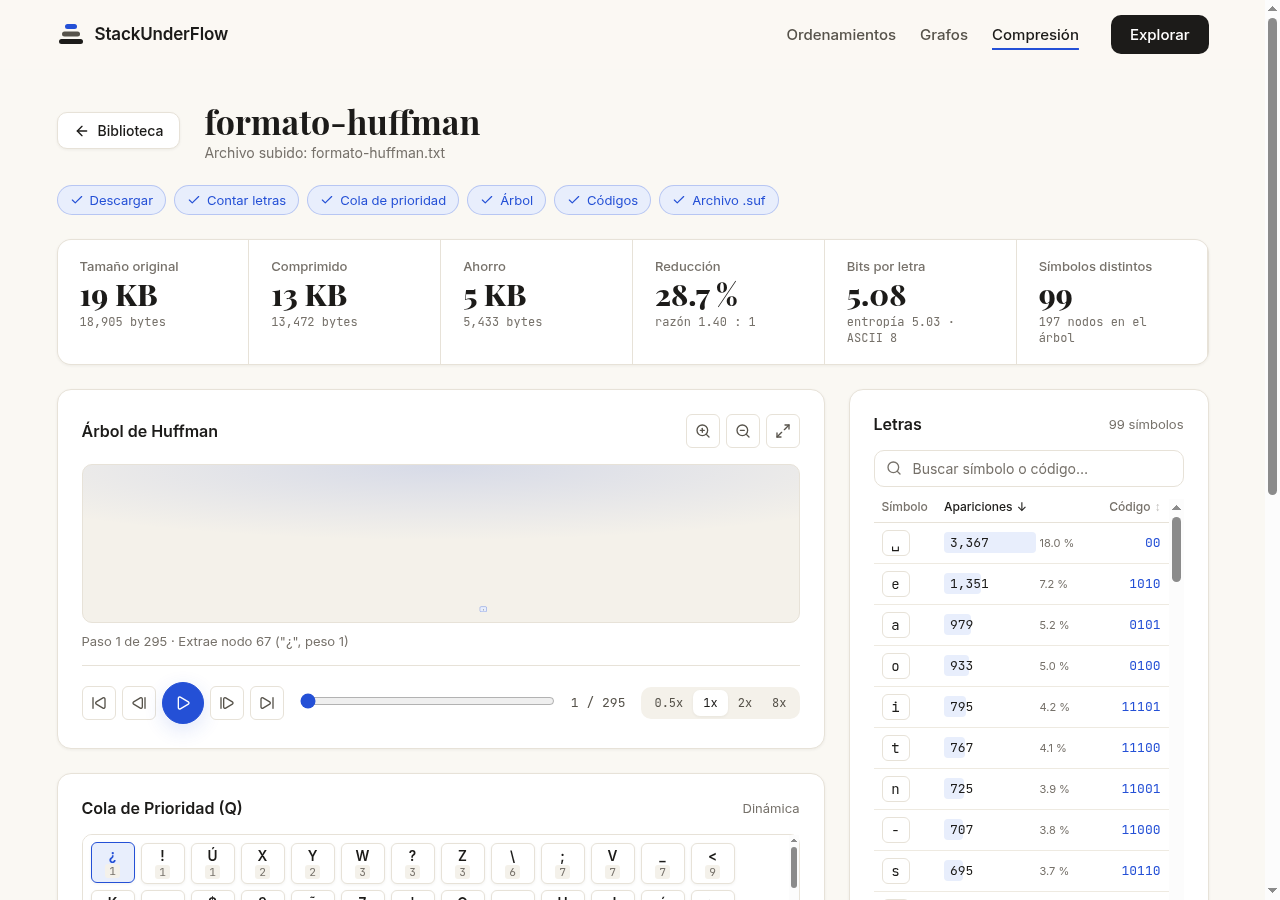 StackUnderFlow
Ordenamientos Grafos Compresión Explorar
Biblioteca
formato-huffman
Archivo subido: formato-huffman.txt
Descargar Contar letras Cola de prioridad Árbol Códigos Archivo .suf
Tamaño original Comprimido Ahorro Reducción Bits por letra Símbolos distintos
19 KB 13 KB 5 KB 28.7 % 5.08 99
18,905 bytes 13,472 bytes 5,433 bytes razón 1.40 : 1 entropía 5.03 · 197 nodos en el
ASCII 8 árbol
Árbol de Huffman
Paso 1 de 295 · Extrae nodo 67 ("¿", peso 1)
1 / 295 0.5x 1x 2x 8x
Cola de Prioridad (Q) Dinámica
¿ ! Ú X Y W ? Z \ ; V _ <
1 1 1 2 2 3 3 3 6 7 7 7 9
Letras 99 símbolos
Buscar símbolo o código...
Símbolo Apariciones ↓ Código ↕
␣ 3,367 18.0 % 00
e 1,351 7.2 % 1010
a 979 5.2 % 0101
o 933 5.0 % 0100
i 795 4.2 % 11101
t 767 4.1 % 11100
n 725 3.9 % 11001
- 707 3.8 % 11000
s 695 3.7 % 10110